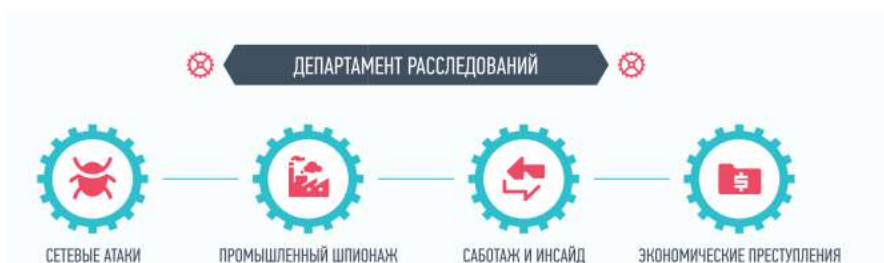 ДЕПАРТАМЕНТ РАССЛЕДОВАНИЙ
СЕТЕВЫЕ АТАКИ
ПРОМЫШЛЕННЫЙ ШПИОНАЖ
САБОТАЖ И ИНСАЙД
ЭКОНОМИЧЕСКИЕ ПРЕСТУПЛЕНИЯ